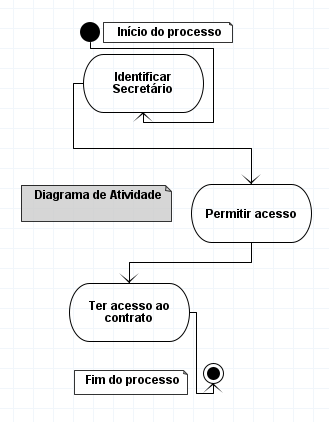 Início do processo
Identificar
Secretário
Diagrama de Atividade
Permitir acesso
Ter acesso ao
contrato
Fim do processo